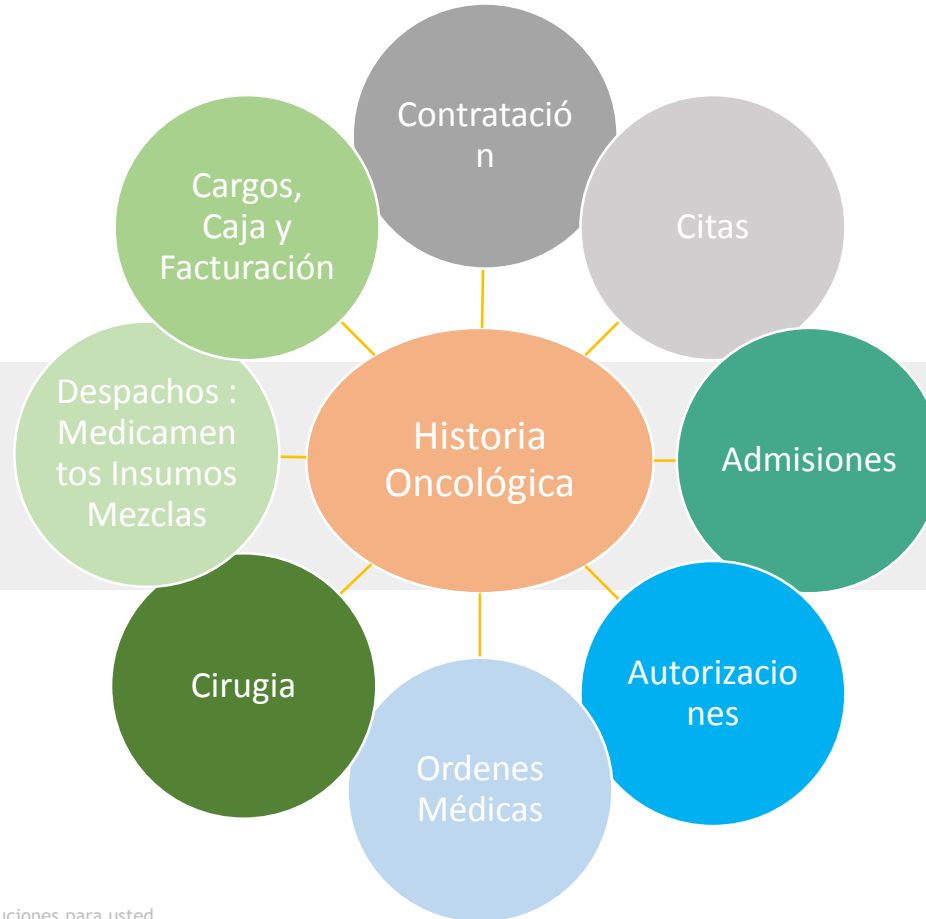 Contratació
n
Citas
Admisiones
Autorizacio
nes
Ordenes
Médicas
Cirugia
Despachos :
Medicamen
tos Insumos
Mezclas
Cargos,
Caja y
Facturación
Historia
Oncológica
para usted